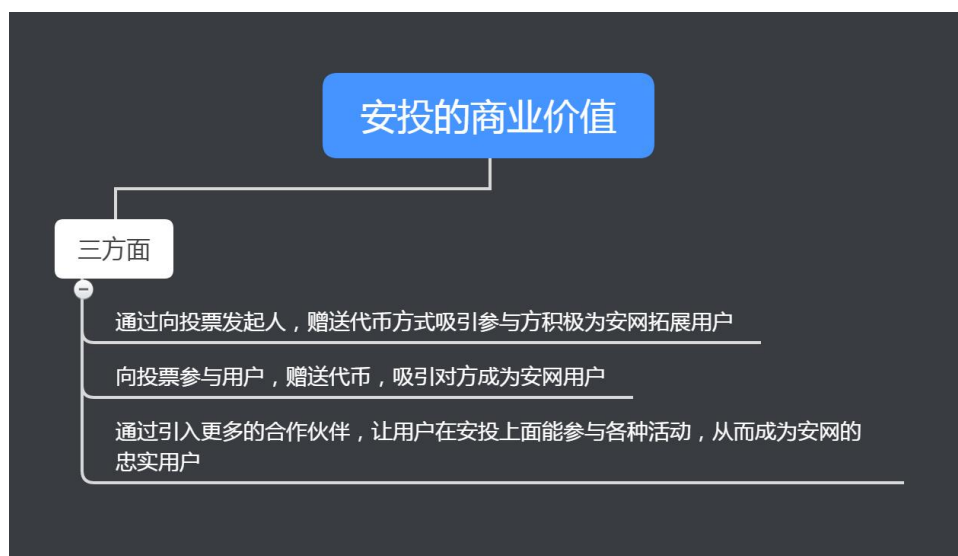 安投的商业价值
三方面
通过向投票发起人，赠送代币方式吸引参与方积极为安网拓展用户
向投票参与用户，赠送代币，吸引对方成为安网用户
通过引入更多的合作伙伴，让用户在安投上面能参与各种活动，从而成为安网的
忠实用户